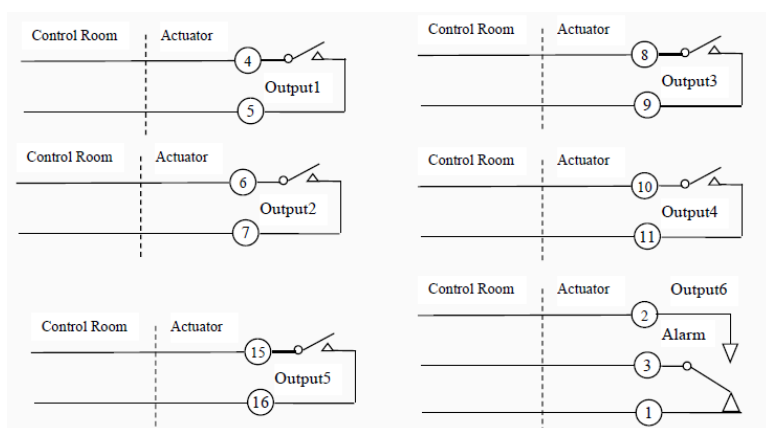 Control Room Actuator
4
Output1
5
Control Room Actuator
6
Output2
7
Control Room Actuator
15
Output5
16
Control Room Actuator
8
Output3
9
Control Room Actuator
10
Output4
11
Control Room Actuator Output6
2
Alarm
3
1